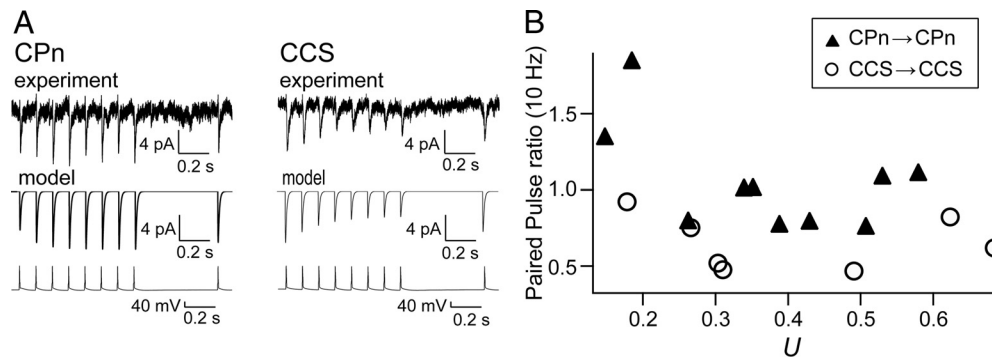 A
CPn
experiment
4 pA
0.2 s
model
4 pA
0.2 s
40 mV
0.2 s
CCS
experiment
4 pA
0.2 s
model
4 pA
0.2 s
40 mV
0.2 s
B
CPn→CPn
CCS→CCS
Paired Pulse ratio (10 Hz)
1.5
1.0
0.5
0.2 0.3 0.4 0.5 0.6
U